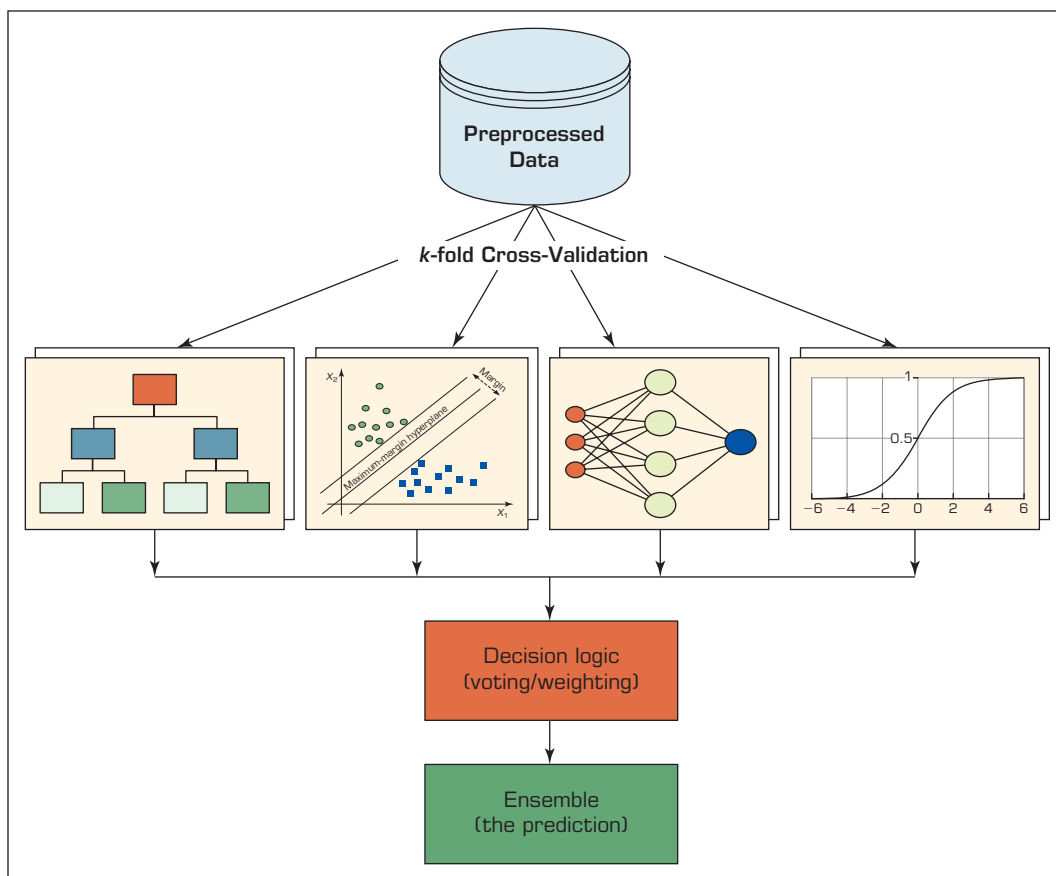 Preprocessed
Data
k-fold Cross-Validation
X2
Margin
Maximum-margin hyperplane
X1
1
0.5
−6 −4 −2 0 2 4 6
Decision logic
(voting/weighting)
Ensemble
(the prediction)